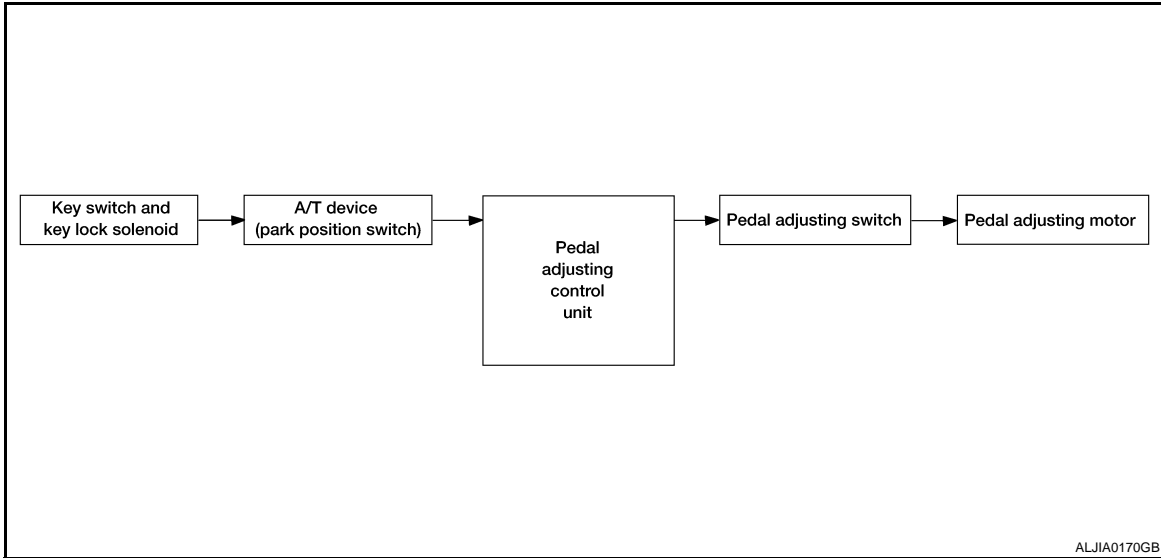 Key switch and
key lock solenoid
A/T device
(park position switch)
Pedal
adjusting
control
unit
Pedal adjusting switch
Pedal adjusting motor
ALJIA0170GB